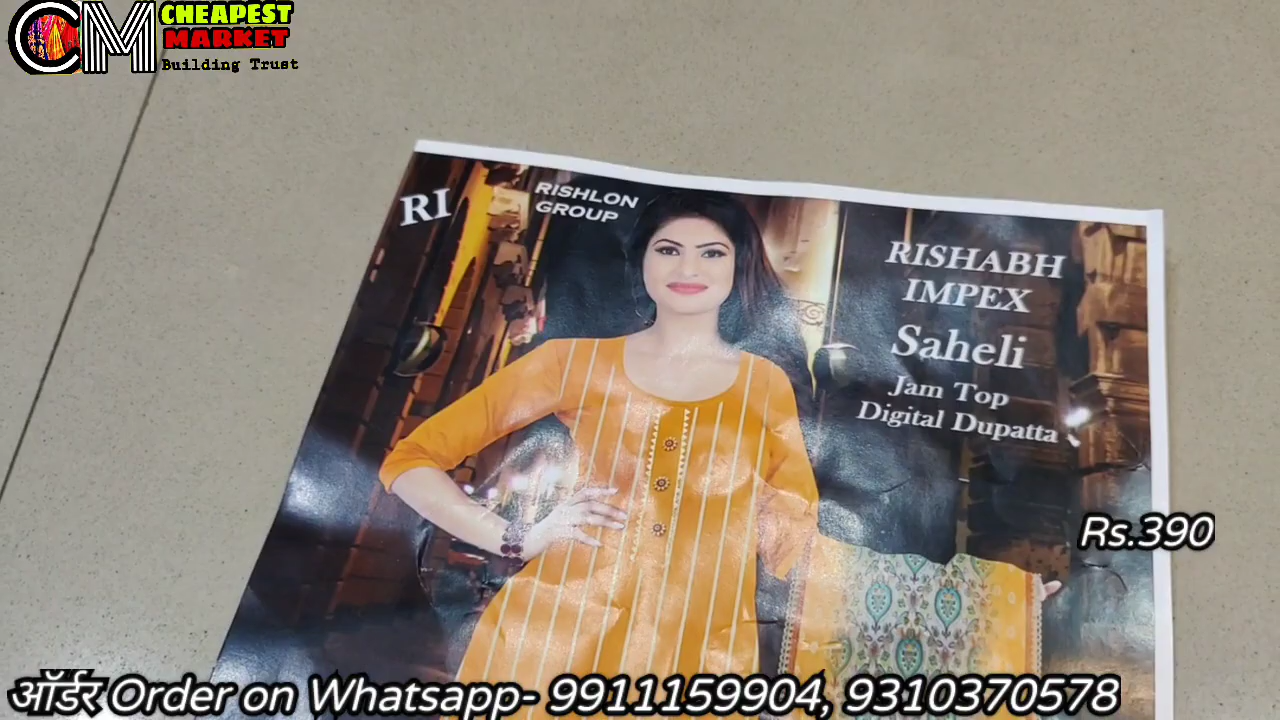 CM
CHEAPEST
MARKET
Building Trust
RI
RISHLON
GROUP
RISHABH
IMPEX
Saheli
Jam Top
Digital Dupatta
Rs.390
ऑर्डर Order on Whatsapp- 9911159904, 9310370578